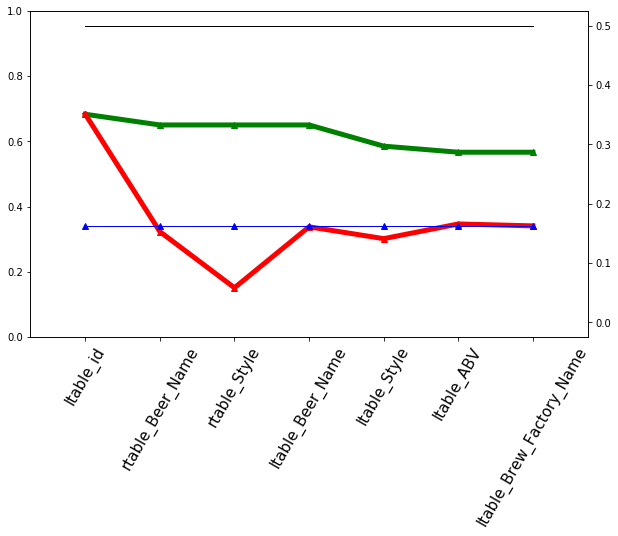 1.0
0.8
0.6
0.4
0.2
0.0
0.5
0.4
0.3
0.2
0.1
0.0
ltable_id
rtable_Beer_Name
rtable_Style
ltable_Beer_Name
ltable_Style
ltable_ABV
ltable_Brew_Factory_Name